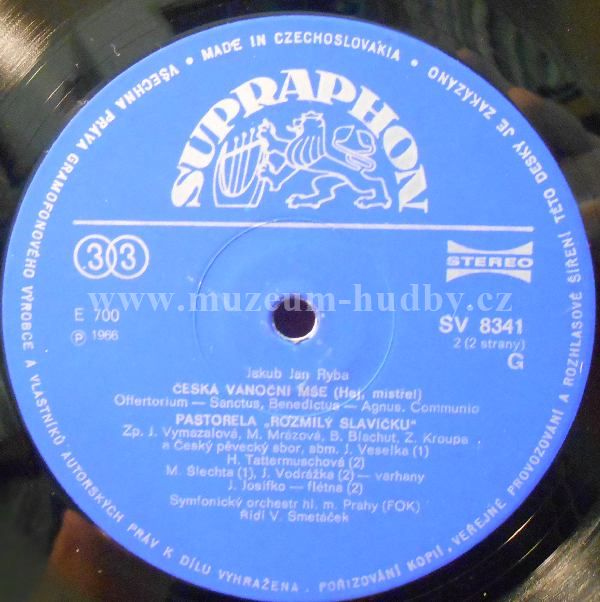 VŠECHNA PRÁVA GRAMOFONOVÉHO VÝROBCE A VLASTNÍKŮ AUTORSKÝCH PRÁV K DÍLU VYHRAŽENA. POŘIZOVÁNÍ KOPIÍ, VEŘEJNÉ PROVOZOVÁNÍ A ROZHLASOVÉ ŠÍŘENÍ TÉTO DESKY JE ZAKÁZÁNO
• MADE IN CZECHOSLOVAKIA •
SUPRAPHON
33
STEREO
www.muzeum-hudby.cz
E 700
SV 8341
℗ 1966
2 (2 strany)
G
Jakub Jan Ryba
ČESKÁ VÁNOČNÍ MŠE (Hej, mistře!)
Offertorium — Sanctus, Benedictus — Agnus. Communio
PASTORELA „ROZMILÝ SLAVÍČKU"
Zp. J. Vymazalová, M. Mrázová, B. Blachut, Z. Kroupa
a Český pěvecký sbor, sbm. J. Veselka (1)
H. Tattermuschová (2)
M. Šlechta (1), J. Vodrážka (2) — varhany
J. Josífko — flétna (2)
Symfonický orchestr hl. m. Prahy (FOK)
Řídí V. Smetáček